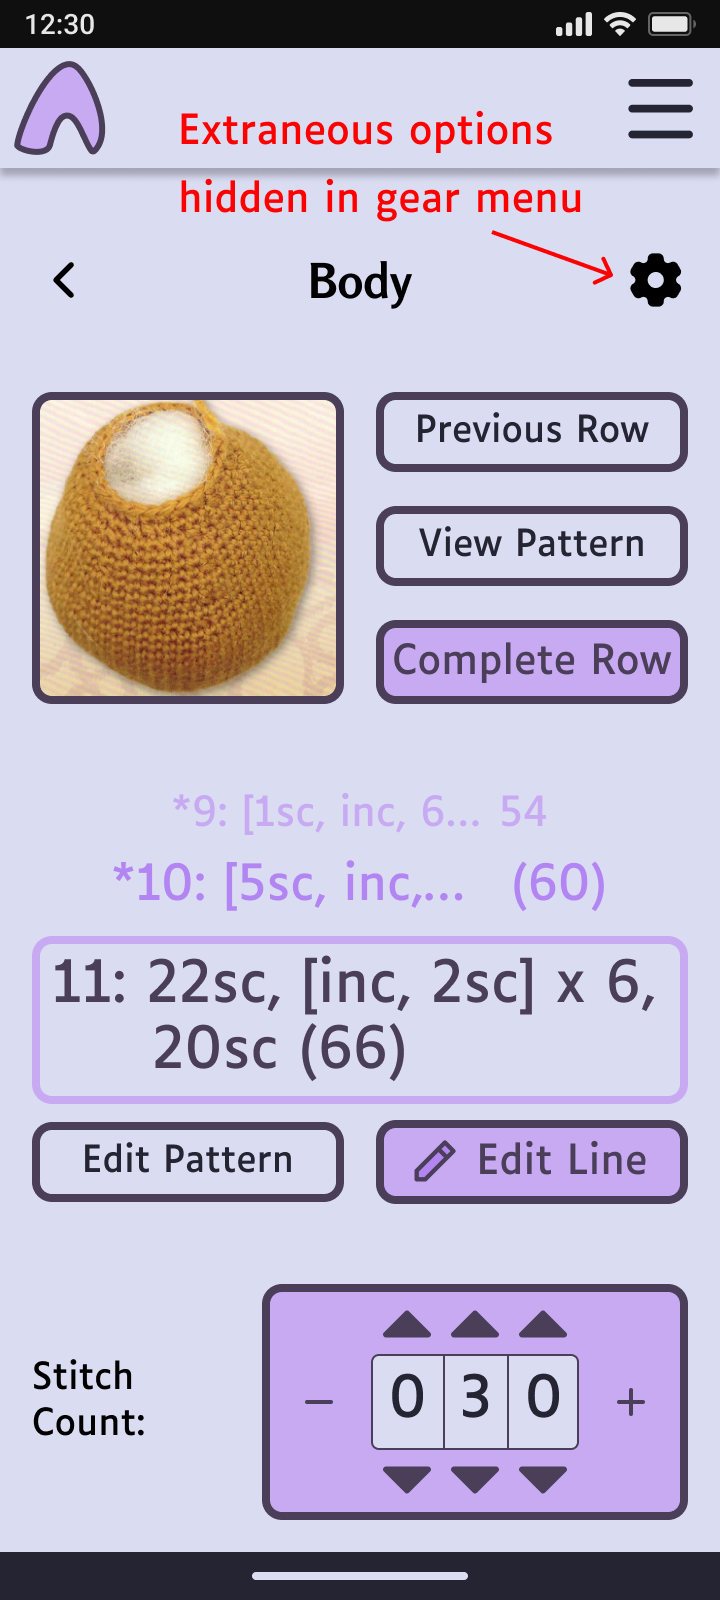 12:30
Extraneous options
hidden in gear menu
Body
Previous Row
View Pattern
Complete Row
*9: [1sc, inc, 6... 54
*10: [5sc, inc,... (60)
11: 22sc, [inc, 2sc] x 6,
20sc (66)
Edit Pattern
Edit Line
Stitch
Count:
− 0 3 0 +